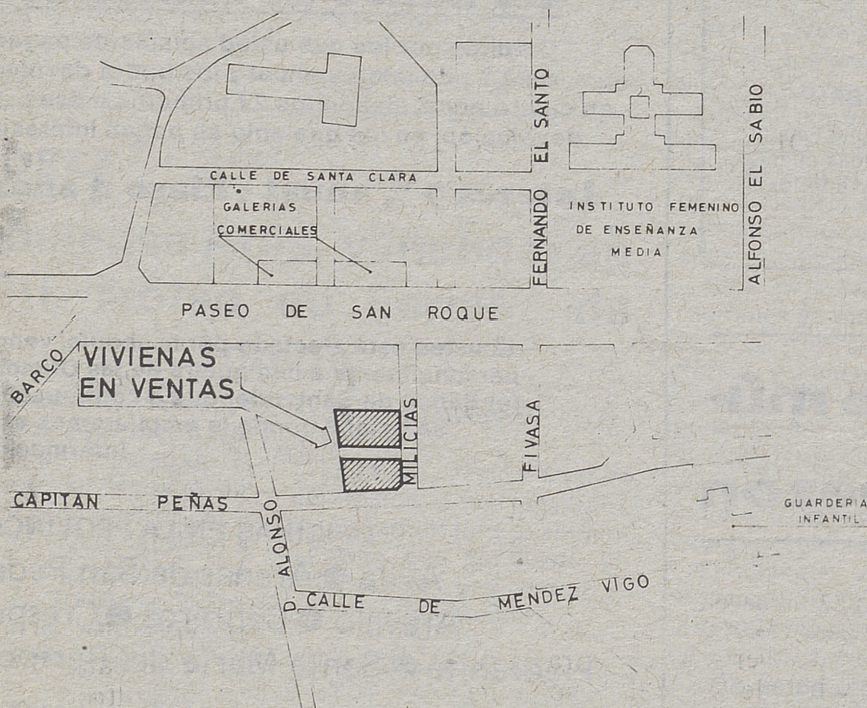 CALLE DE SANTA CLARA
GALERIAS
COMERCIALES
FERNANDO EL SANTO
INSTITUTO FEMENINO
DE ENSEÑANZA
MEDIA
ALFONSO EL SABIO
PASEO DE SAN ROQUE
BARCO
VIVIENAS
EN VENTAS
MILICIAS
FIVASA
CAPITAN PEÑAS
GUARDERIA
INFANTIL
D. ALONSO
CALLE DE MENDEZ VIGO